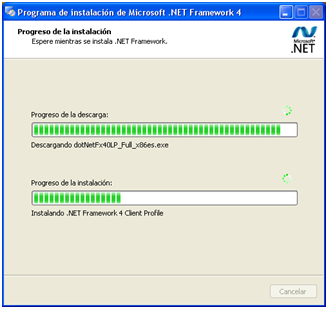 Programa de instalación de Microsoft .NET Framework 4
Progreso de la instalación
Espere mientras se instala .NET Framework.
Microsoft
.NET
Progreso de la descarga:
Descargando dotNetFx40LP_Full_x86es.exe
Progreso de la instalación:
Instalando .NET Framework 4 Client Profile
Cancelar